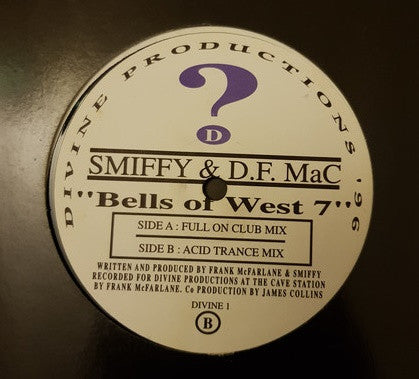 DIVINE PRODUCTIONS '96
?
D
SMIFFY & D.F. MaC
"Bells of West 7"
SIDE A : FULL ON CLUB MIX
SIDE B : ACID TRANCE MIX
WRITTEN AND PRODUCED BY FRANK McFARLANE & SMIFFY
RECORDED FOR DIVINE PRODUCTIONS AT THE CAVE STATION
BY FRANK McFARLANE. Co PRODUCTION BY JAMES COLLINS
DIVINE 1
B